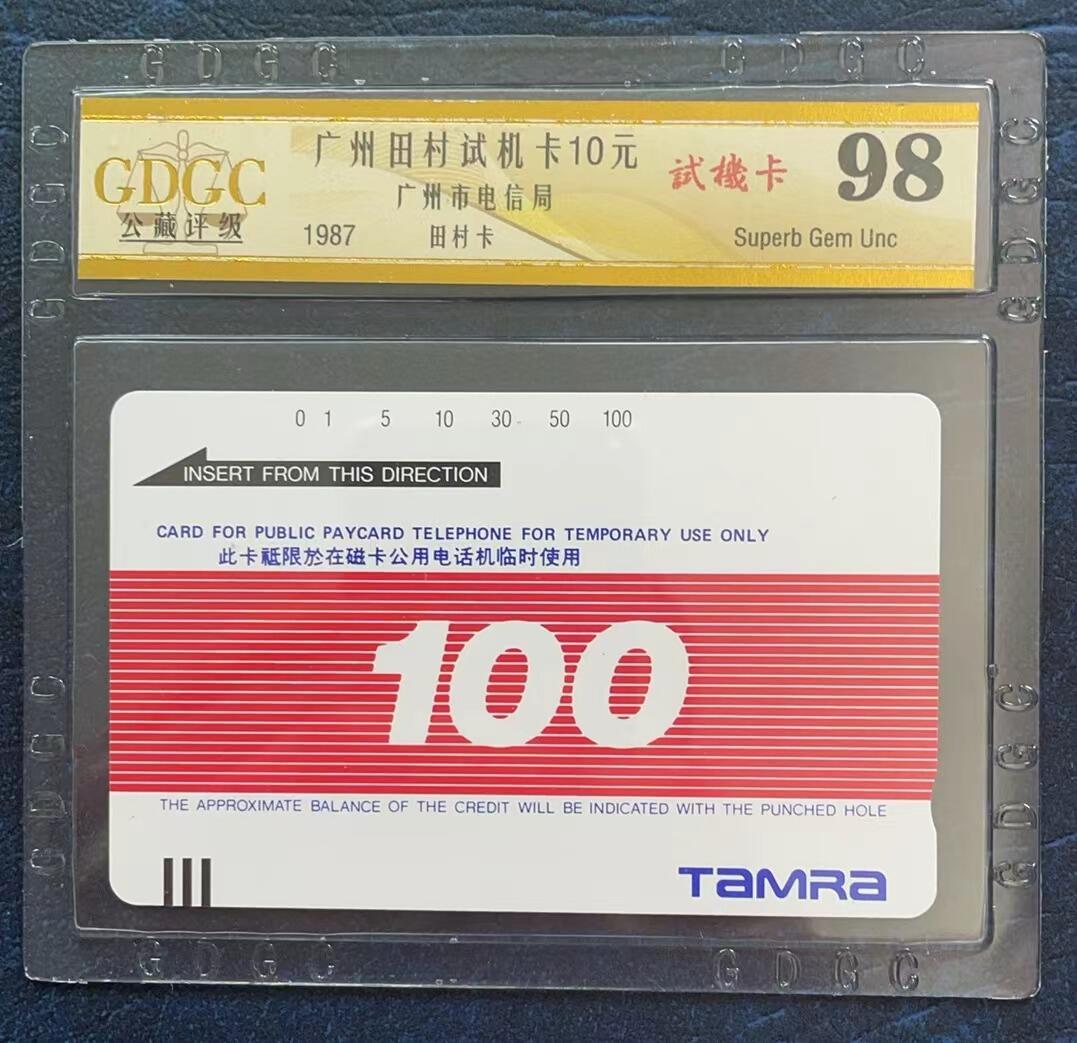 G D G C
G D G C
广州田村试机卡10元
GDGC
試機卡
98
广州市电信局
公藏评级
1987
田村卡
Superb Gem Unc
G D G C
G D G C
0 1 5 10 30 50 100
INSERT FROM THIS DIRECTION
CARD FOR PUBLIC PAYCARD TELEPHONE FOR TEMPORARY USE ONLY
此卡祗限於在磁卡公用电话机临时使用
100
THE APPROXIMATE BALANCE OF THE CREDIT WILL BE INDICATED WITH THE PUNCHED HOLE
TAMRA
G D G C
G D G C
G D G C
G D G C